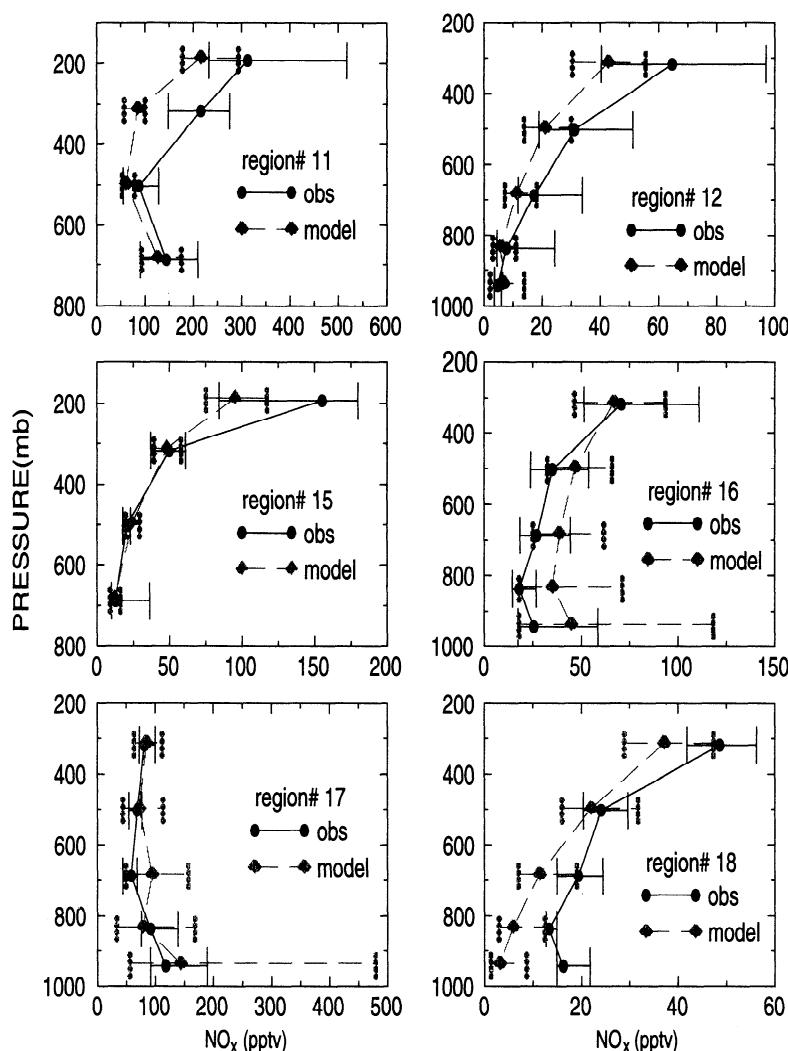 PRESSURE(mb)
200
400
600
800
0 100 200 300 400 500 600
region# 11
obs
model
200
400
600
800
1000
0 20 40 60 80 100
region# 12
obs
model
200
400
600
800
0 50 100 150 200
region# 15
obs
model
200
400
600
800
1000
0 50 100 150
region# 16
obs
model
200
400
600
800
1000
0 100 200 300 400 500
region# 17
obs
model
NOx (pptv)
200
400
600
800
1000
0 20 40 60
region# 18
obs
model
NOx (pptv)